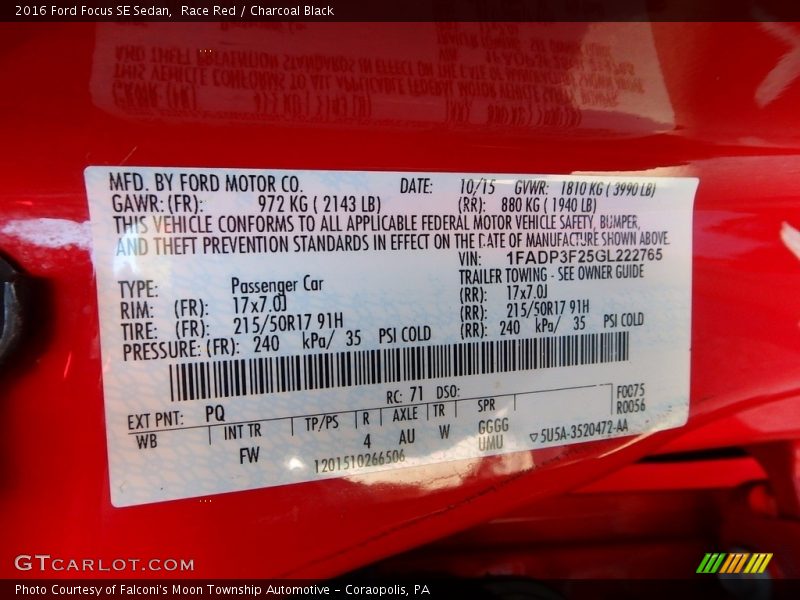 2016 Ford Focus SE Sedan, Race Red / Charcoal Black
MFD. BY FORD MOTOR CO. DATE: 10/15 GVWR: 1810 KG ( 3990 LB)
GAWR: (FR): 972 KG ( 2143 LB) (RR): 880 KG ( 1940 LB)
THIS VEHICLE CONFORMS TO ALL APPLICABLE FEDERAL MOTOR VEHICLE SAFETY, BUMPER,
AND THEFT PREVENTION STANDARDS IN EFFECT ON THE DATE OF MANUFACTURE SHOWN ABOVE.
VIN: 1FADP3F25GL222765
TYPE: Passenger Car TRAILER TOWING - SEE OWNER GUIDE
RIM: (FR): 17x7.0J (RR): 17x7.0J
TIRE: (FR): 215/50R17 91H (RR): 215/50R17 91H
PRESSURE: (FR): 240 kPa/ 35 PSI COLD (RR): 240 kPa/ 35 PSI COLD
RC: 71 DSO:
EXT PNT: PQ F0075
R0056
WB INT TR TP/PS R AXLE TR SPR
FW 4 AU W GGGG
UMU
1201510266506 ▽5U5A-3520472-AA
GTCARLOT.COM
Photo Courtesy of Falconi's Moon Township Automotive - Coraopolis, PA